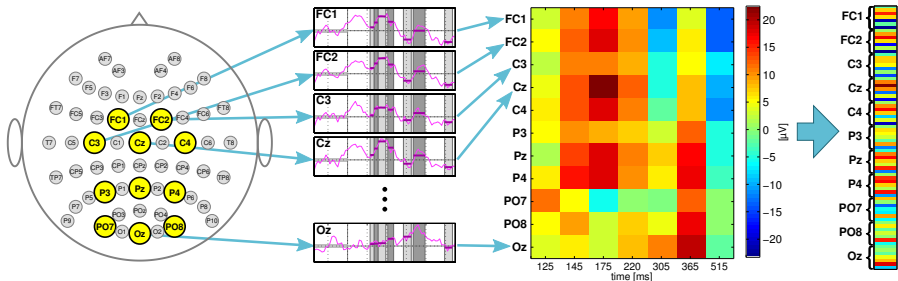 AF7 AF8
AF3 AF4
F7 F5 F3 F1 Fz F2 F4 F6 F8
FT7 FC5 FC3 FC1 FCz FC2 FC4 FC6 FT8
T7 C5 C3 C1 Cz C2 C4 C6 T8
TP7 CP5 CP3 CP1 CPz CP2 CP4 CP6 TP8
P7 P5 P3 P1 Pz P2 P4 P8
P9 PO7 PO3 POz PO4 PO8 P10
O1 Oz O2
FC1
FC2
C3
Cz
Oz
FC1
FC2
C3
Cz
C4
P3
Pz
P4
PO7
PO8
Oz
125 145 175 220 305 365 515
time [ms]
20
15
10
5
0
−5
−10
−15
−20
[µV]
FC1
FC2
C3
Cz
C4
P3
Pz
P4
PO7
PO8
Oz